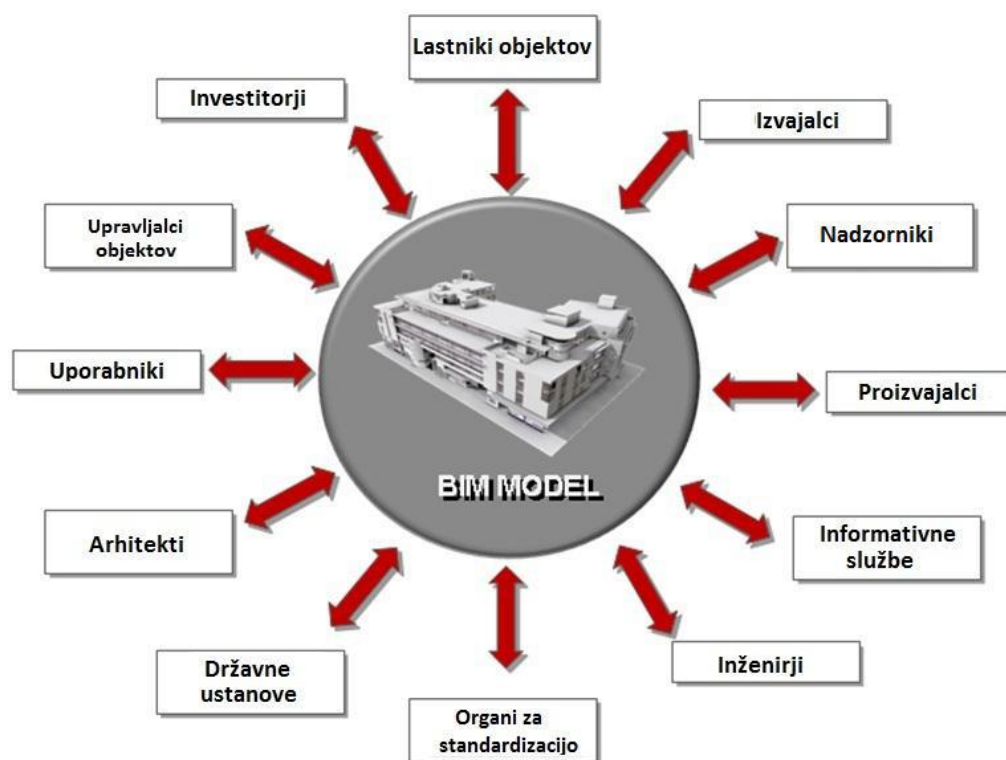 Lastniki objektov
Investitorji
Izvajalci
Upravljalci
objektov
Nadzorniki
Uporabniki
Proizvajalci
BIM MODEL
Arhitekti
Informativne
službe
Državne
ustanove
Inženirji
Organi za
standardizacijo